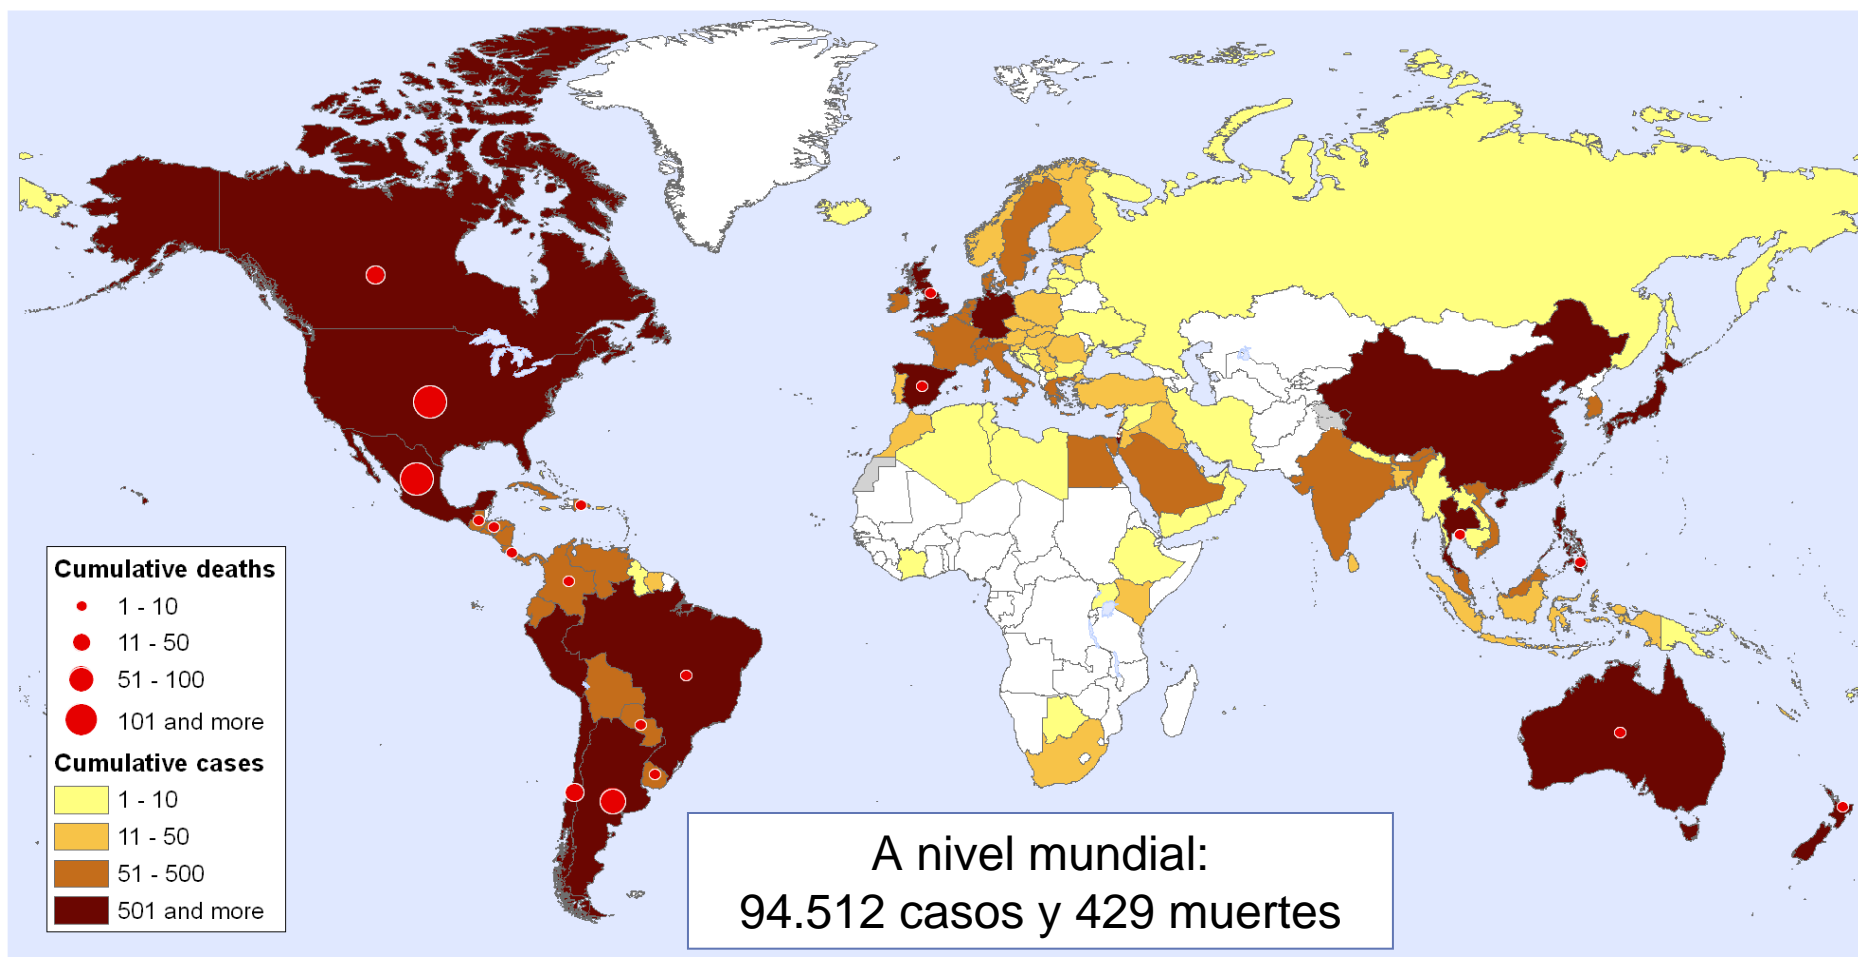 Cumulative deaths
1 - 10
11 - 50
51 - 100
101 and more
Cumulative cases
1 - 10
11 - 50
51 - 500
501 and more
A nivel mundial:
94.512 casos y 429 muertes